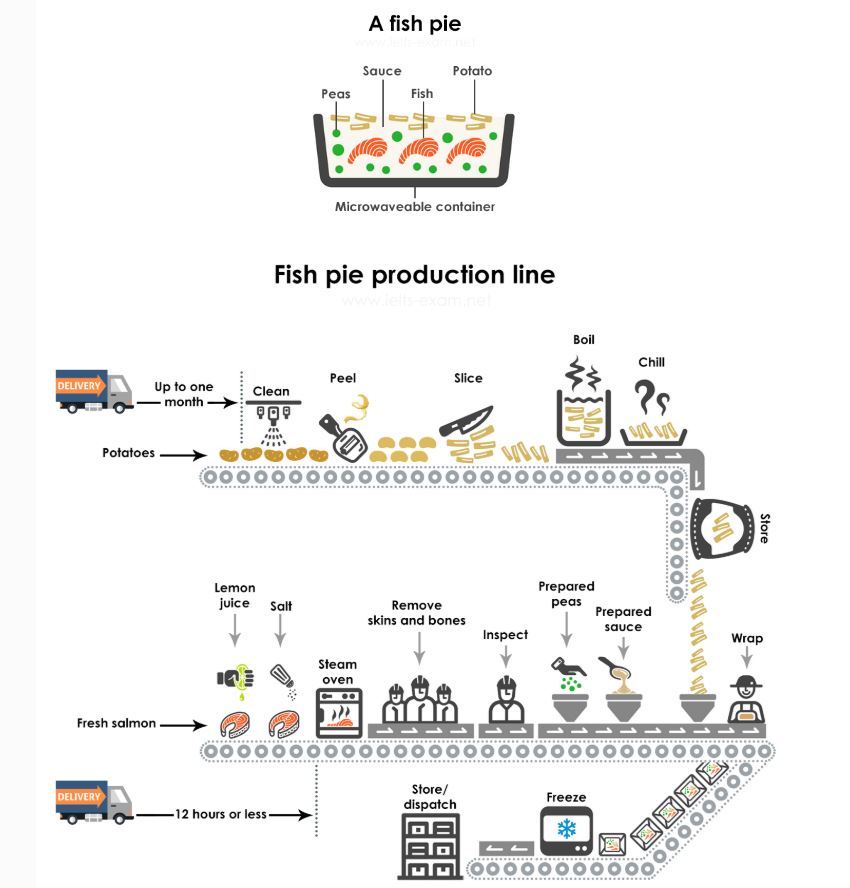 A fish pie
www.ielts-exam.net
Sauce
Potato
Peas
Fish
Microwaveable container
Fish pie production line
www.ielts-exam.net
Boil
Chill
DELIVERY
Up to one
month
Clean
Peel
Slice
Potatoes
Store
Lemon
juice
Salt
Remove
skins and bones
Inspect
Prepared
peas
Prepared
sauce
Wrap
Steam
oven
Fresh salmon
DELIVERY
12 hours or less
Store/
dispatch
Freeze